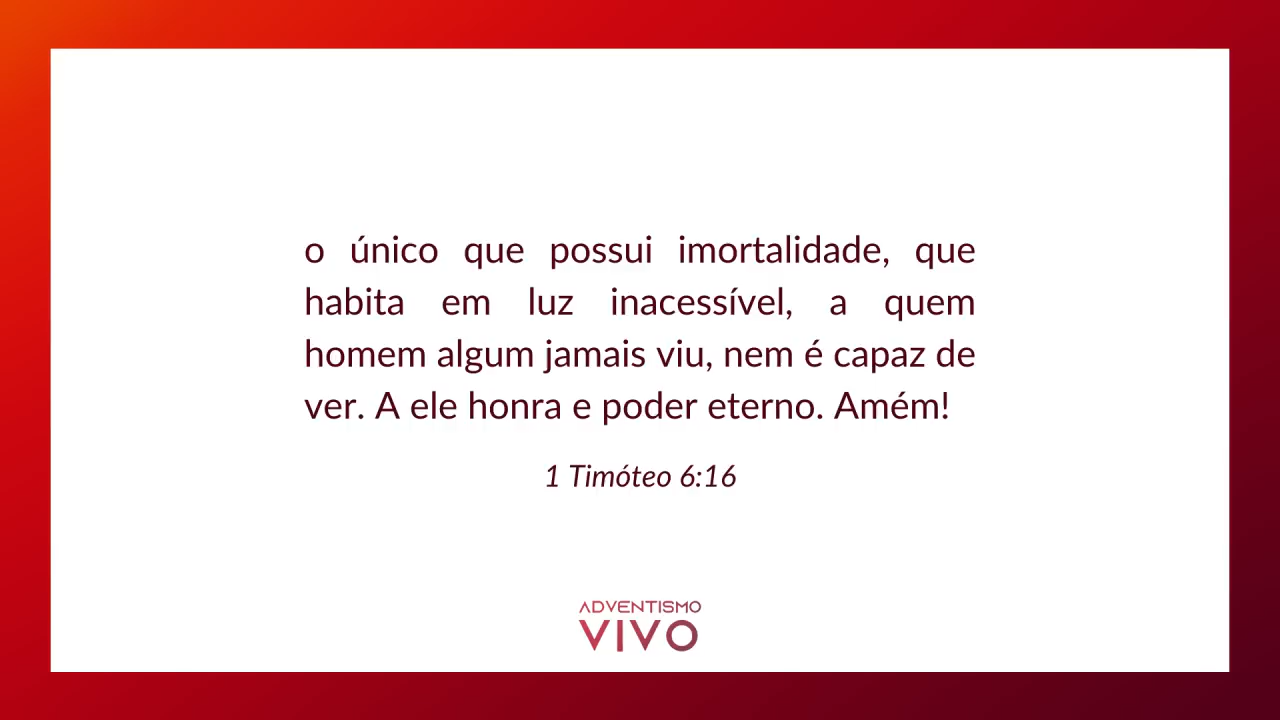 o único que possui imortalidade, que
habita em luz inacessível, a quem
homem algum jamais viu, nem é capaz de
ver. A ele honra e poder eterno. Amém!
1 Timóteo 6:16
ADVENTISMO
VIVO